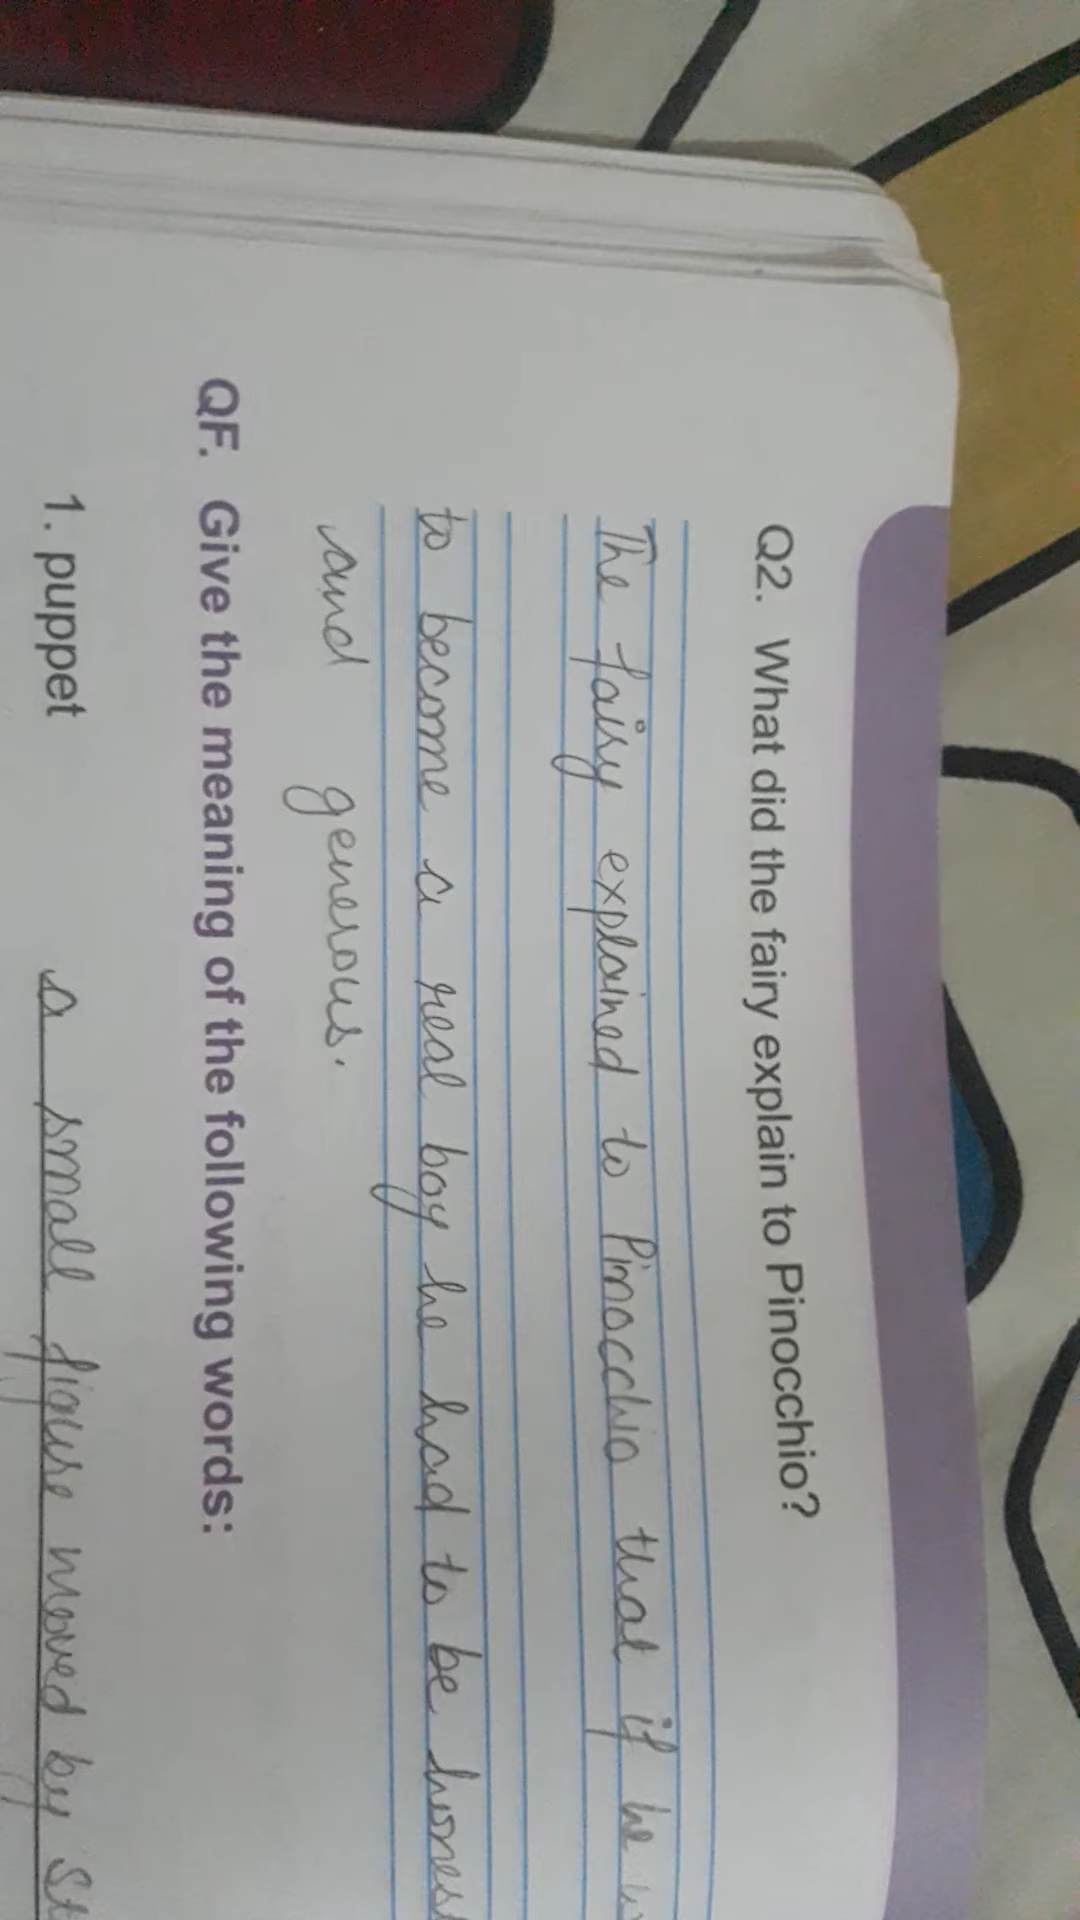 Q2. What did the fairy explain to Pinocchio?
The fairy explained to Pinocchio that if he
to become a real boy he had to be honest
and generous.
QF. Give the meaning of the following words:
1. puppet a small figure moved by